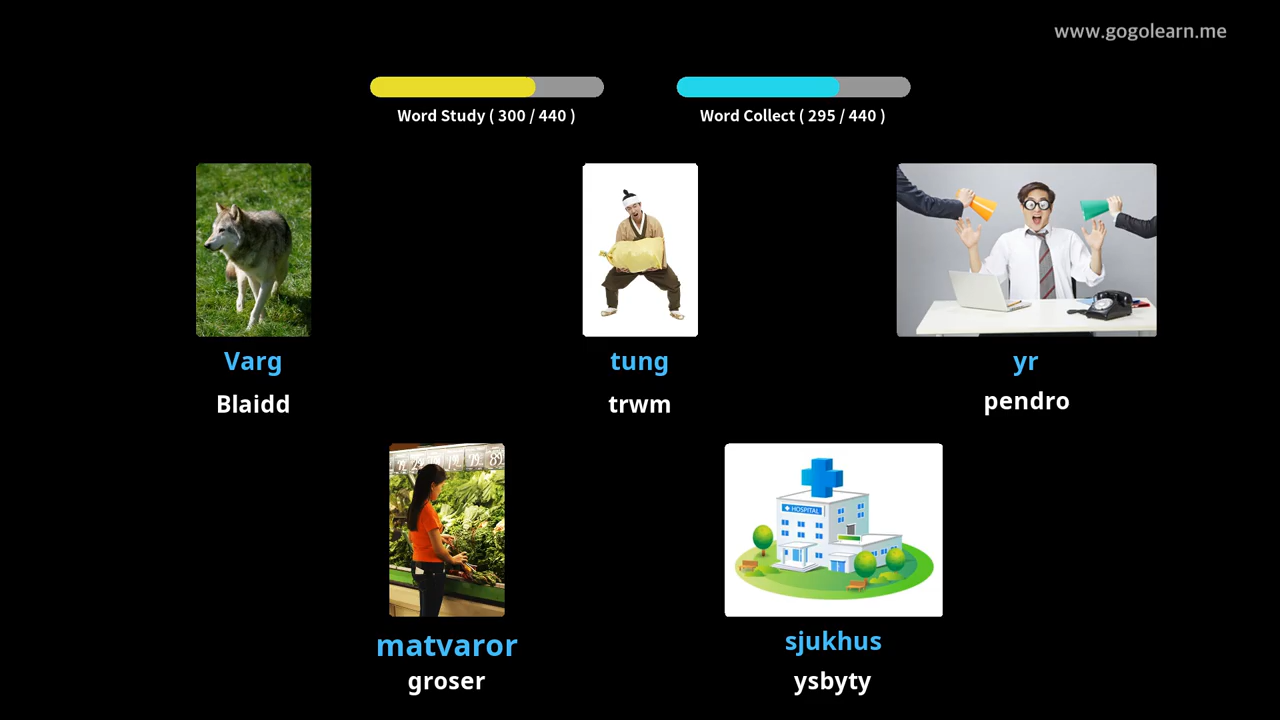 www.gogolearn.me
Word Study ( 300 / 440 )
Word Collect ( 295 / 440 )
Varg
tung
yr
Blaidd
trwm
pendro
HOSPITAL
matvaror
sjukhus
groser
ysbyty